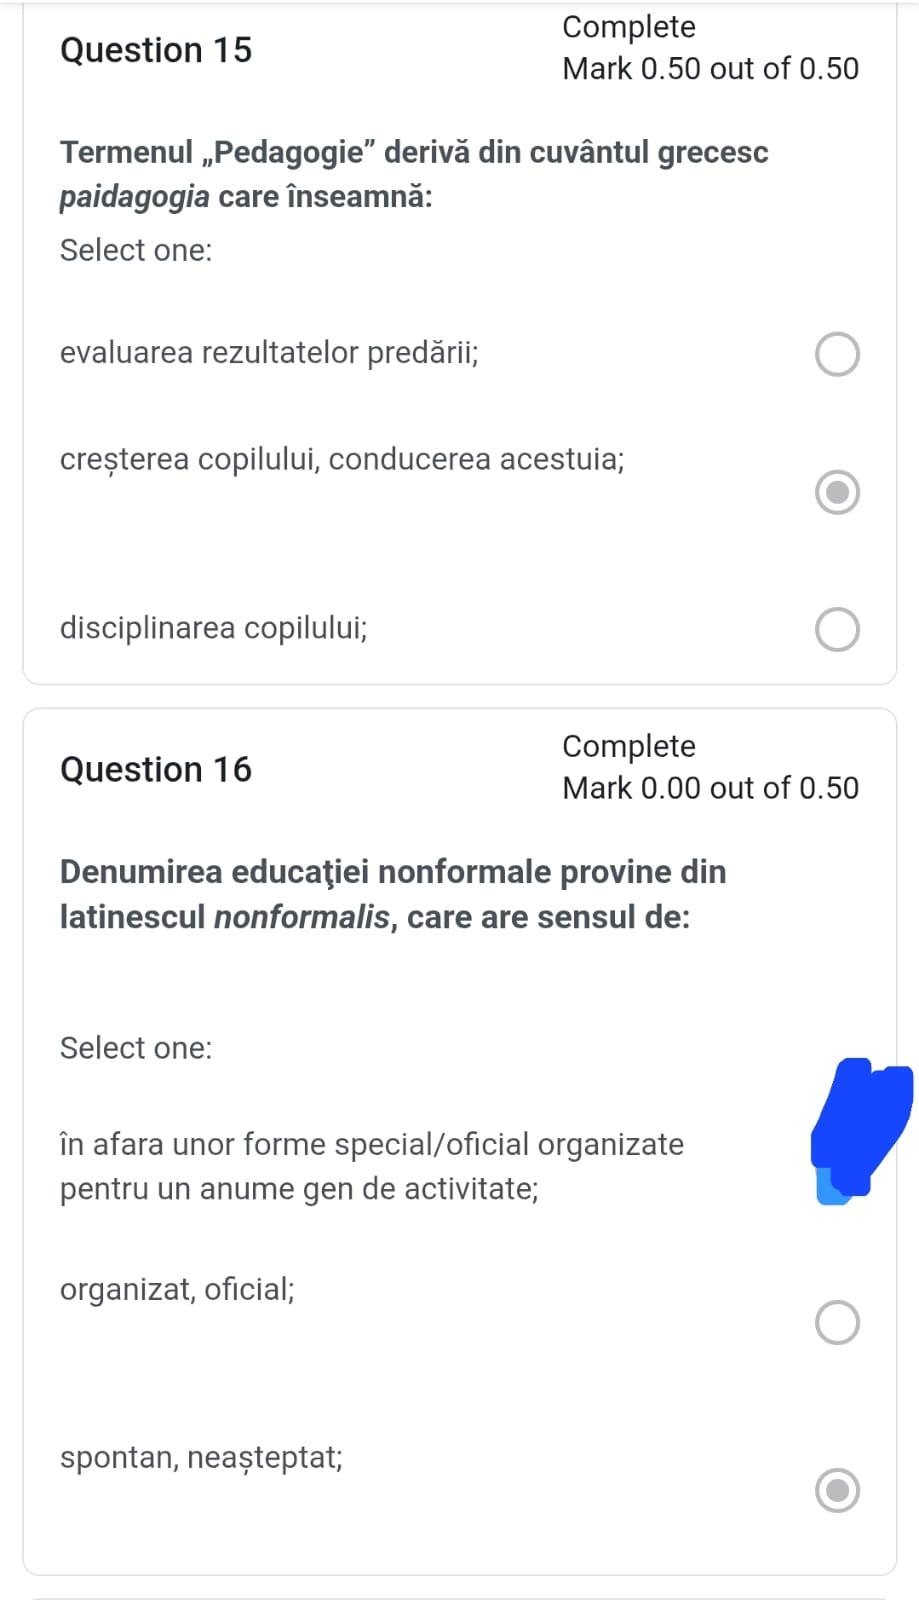 Question 15
Complete
Mark 0.50 out of 0.50
Termenul „Pedagogie” derivă din cuvântul grecesc
paidagogia care înseamnă:
Select one:
evaluarea rezultatelor predării;
creșterea copilului, conducerea acestuia;
disciplinarea copilului;
Question 16
Complete
Mark 0.00 out of 0.50
Denumirea educaţiei nonformale provine din
latinescul nonformalis, care are sensul de:
Select one:
în afara unor forme special/oficial organizate
pentru un anume gen de activitate;
organizat, oficial;
spontan, neașteptat;